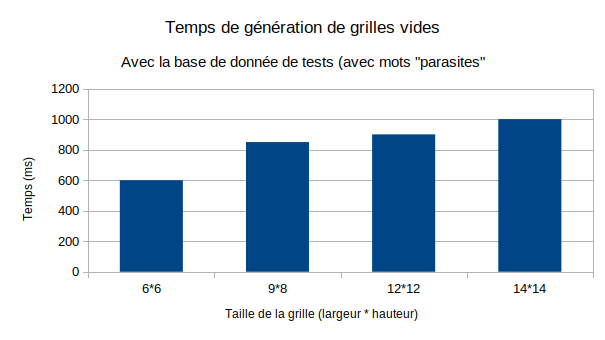 Temps de génération de grilles vides
Avec la base de donnée de tests (avec mots "parasites"
1200
1000
800
600
400
200
0
Temps (ms)
6*6
9*8
12*12
14*14
Taille de la grille (largeur * hauteur)